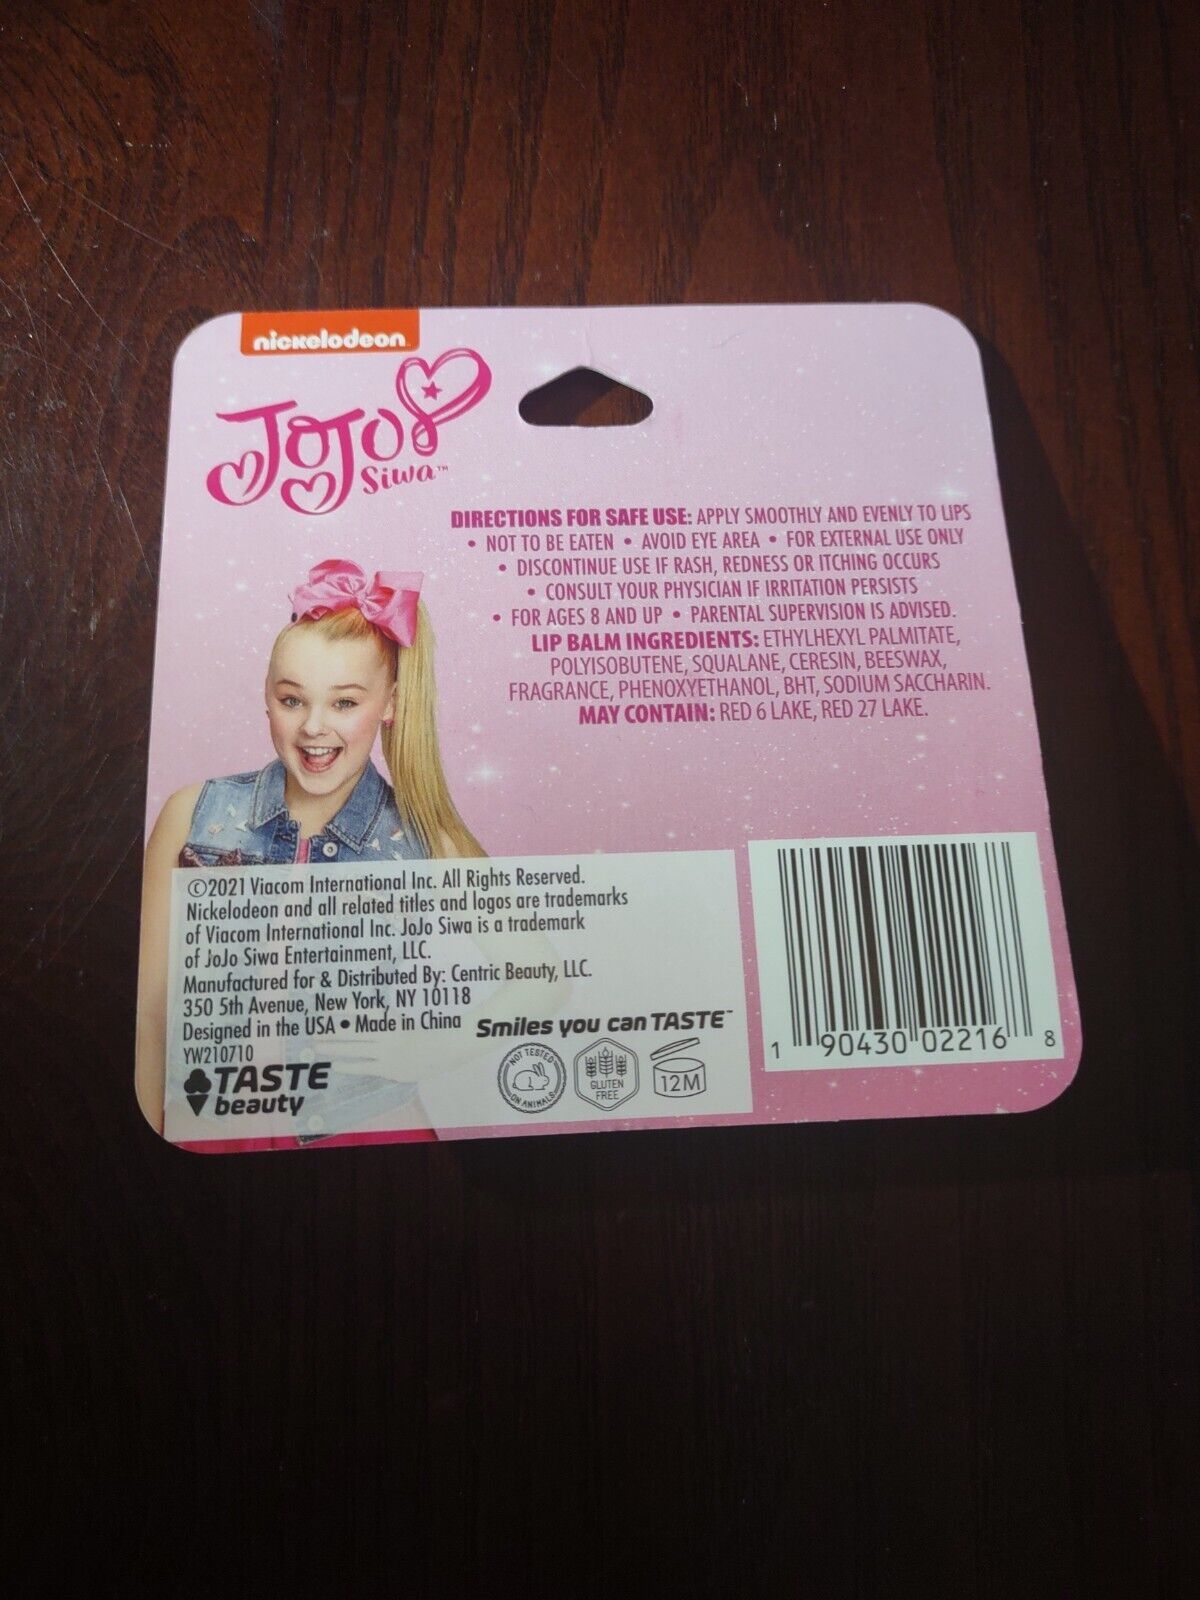 nickelodeon
JoJo
Siwa™
DIRECTIONS FOR SAFE USE: APPLY SMOOTHLY AND EVENLY TO LIPS
• NOT TO BE EATEN • AVOID EYE AREA • FOR EXTERNAL USE ONLY
• DISCONTINUE USE IF RASH, REDNESS OR ITCHING OCCURS
• CONSULT YOUR PHYSICIAN IF IRRITATION PERSISTS
• FOR AGES 8 AND UP • PARENTAL SUPERVISION IS ADVISED.
LIP BALM INGREDIENTS: ETHYLHEXYL PALMITATE,
POLYISOBUTENE, SQUALANE, CERESIN, BEESWAX,
FRAGRANCE, PHENOXYETHANOL, BHT, SODIUM SACCHARIN.
MAY CONTAIN: RED 6 LAKE, RED 27 LAKE.
©2021 Viacom International Inc. All Rights Reserved.
Nickelodeon and all related titles and logos are trademarks
of Viacom International Inc. JoJo Siwa is a trademark
of JoJo Siwa Entertainment, LLC.
Manufactured for & Distributed By: Centric Beauty, LLC.
350 5th Avenue, New York, NY 10118
Designed in the USA • Made in China
YW210710
TASTE
beauty
Smiles you can TASTE™
NOT TESTED
ON ANIMALS
GLUTEN
FREE
12M
1 90430 02216 8